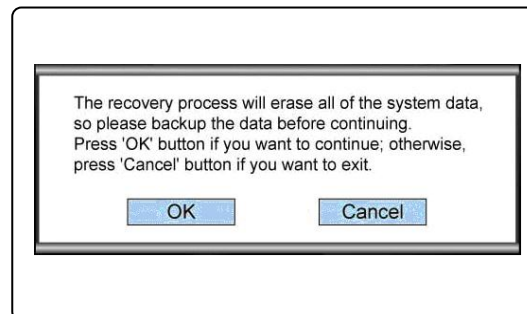 The recovery process will erase all of the system data,
so please backup the data before continuing.
Press 'OK' button if you want to continue; otherwise,
press 'Cancel' button if you want to exit.
OK Cancel